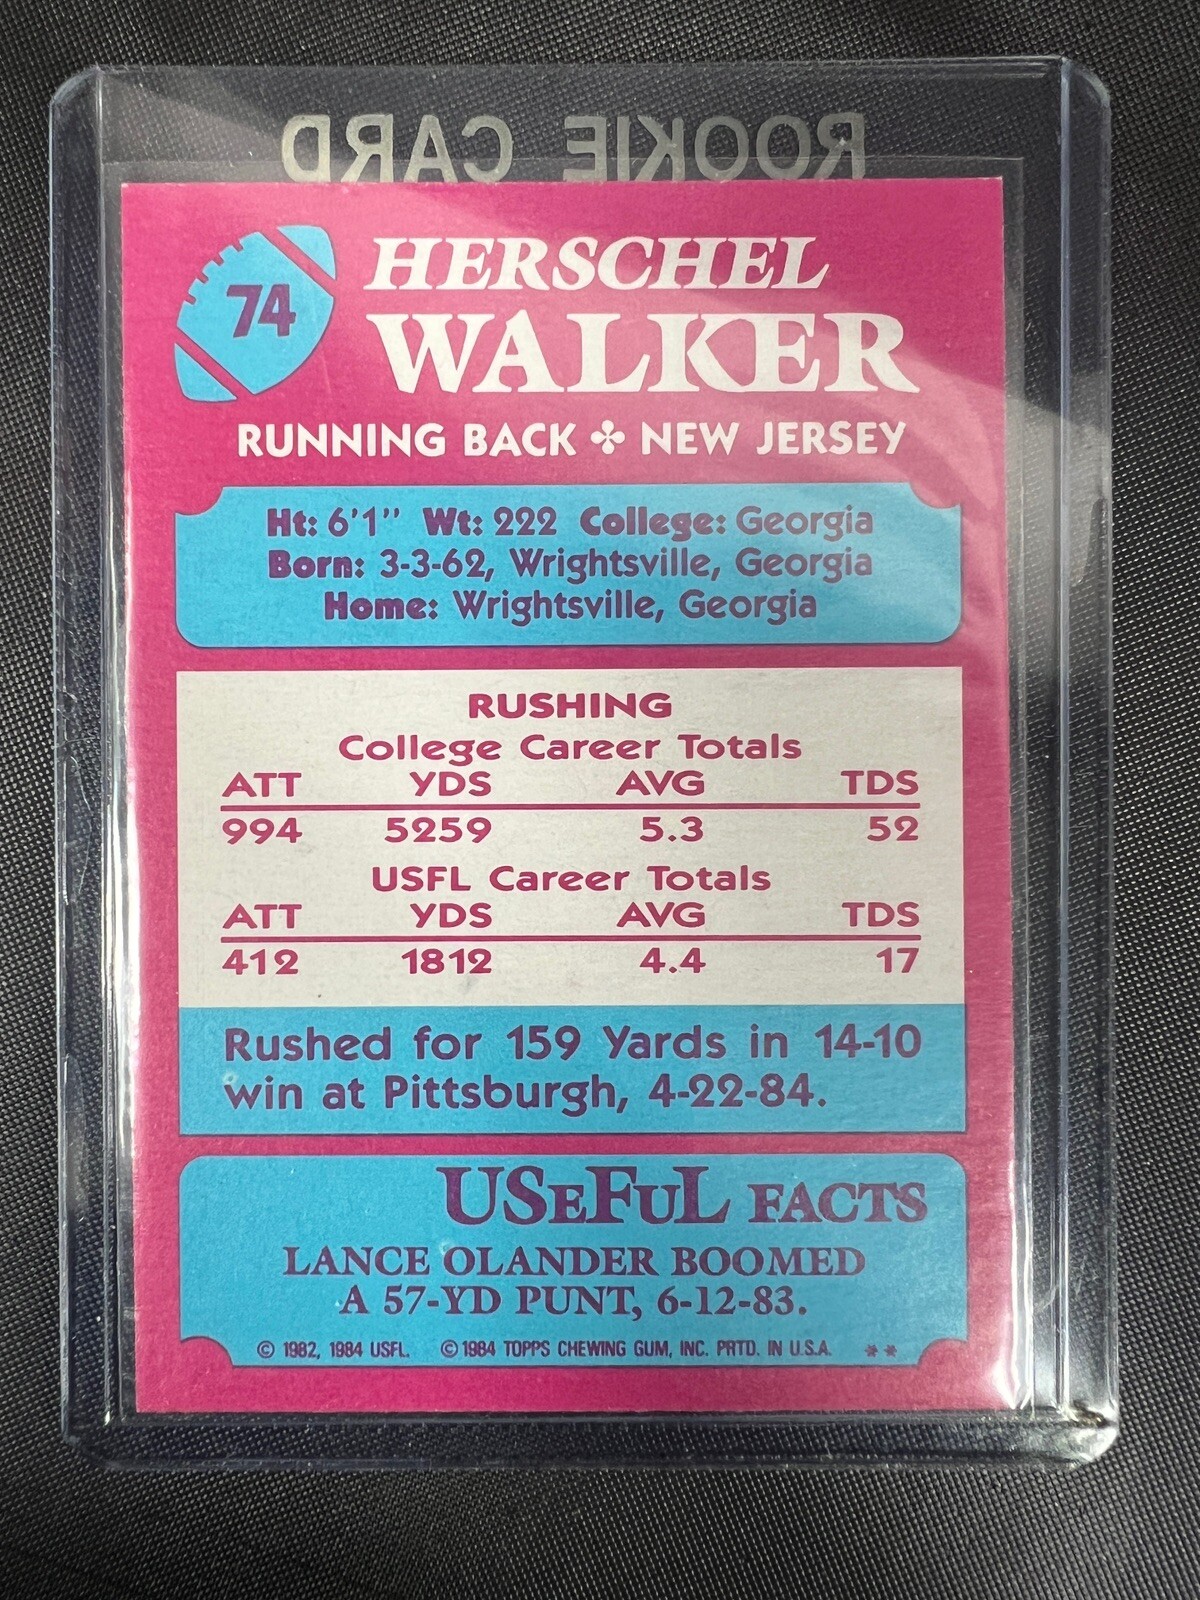 ROOKIE CARD
74
HERSCHEL
WALKER
RUNNING BACK ✣ NEW JERSEY
Ht: 6'1" Wt: 222 College: Georgia
Born: 3-3-62, Wrightsville, Georgia
Home: Wrightsville, Georgia
RUSHING
College Career Totals
ATT YDS AVG TDS
994 5259 5.3 52
USFL Career Totals
ATT YDS AVG TDS
412 1812 4.4 17
Rushed for 159 Yards in 14-10
win at Pittsburgh, 4-22-84.
USeFuL FACTS
LANCE OLANDER BOOMED
A 57-YD PUNT, 6-12-83.
© 1982, 1984 USFL. © 1984 TOPPS CHEWING GUM, INC. PRTD. IN U.S.A. **